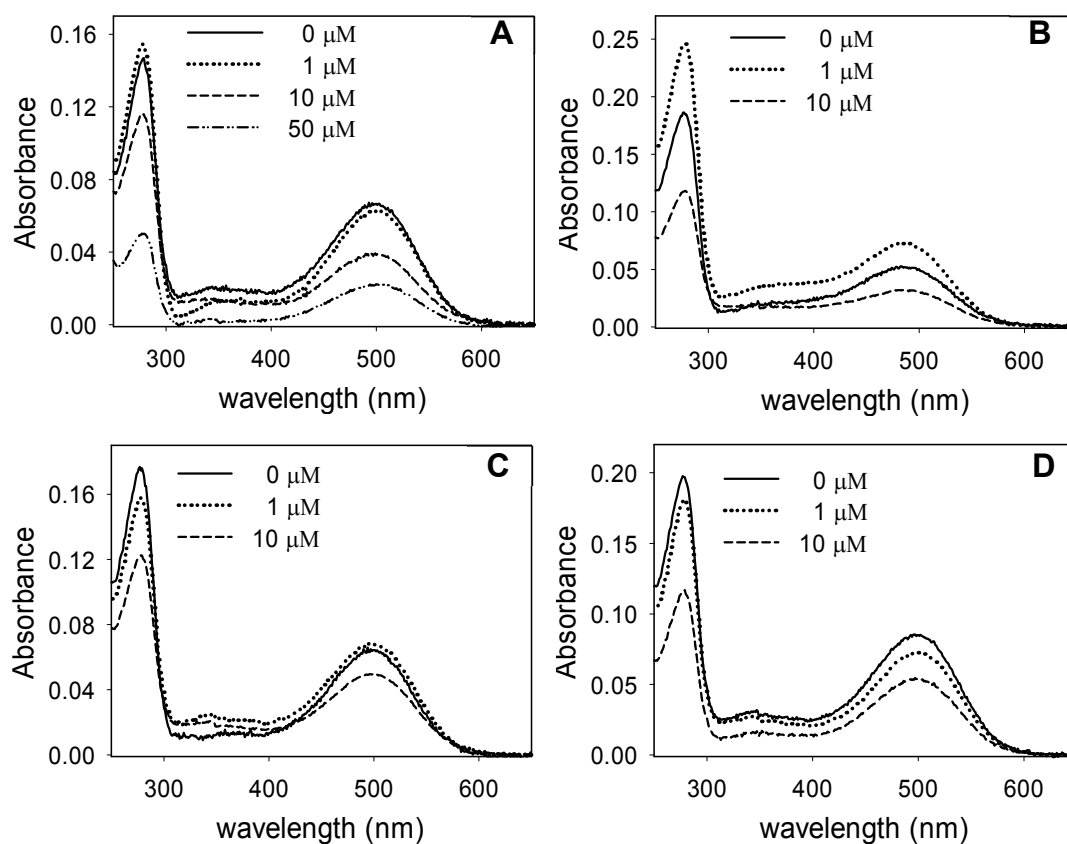 A
0 μM
1 μM
10 μM
50 μM
Absorbance
0.16
0.12
0.08
0.04
0.00
300 400 500 600
wavelength (nm)
B
0 μM
1 μM
10 μM
Absorbance
0.25
0.20
0.15
0.10
0.05
0.00
300 400 500 600
wavelength (nm)
C
0 μM
1 μM
10 μM
Absorbance
0.16
0.12
0.08
0.04
0.00
300 400 500 600
wavelength (nm)
D
0 μM
1 μM
10 μM
Absorbance
0.20
0.15
0.10
0.05
0.00
300 400 500 600
wavelength (nm)